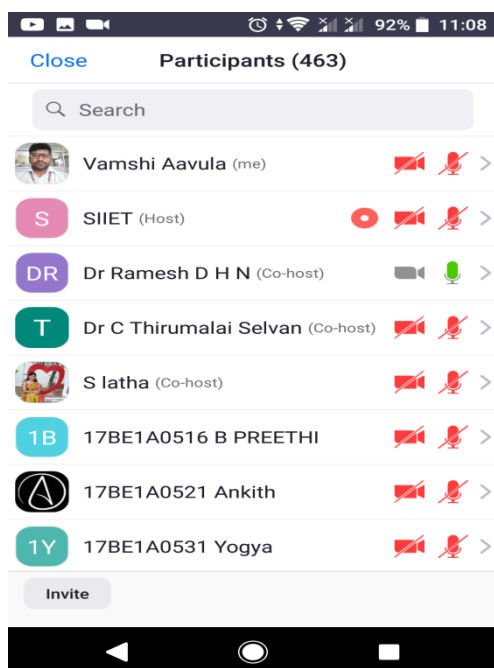 92% 11:08
Close Participants (463)
Search
Vamshi Aavula (me)
S SIIET (Host)
DR Dr Ramesh D H N (Co-host)
T Dr C Thirumalai Selvan (Co-host)
S latha (Co-host)
1B 17BE1A0516 B PREETHI
17BE1A0521 Ankith
1Y 17BE1A0531 Yogya
Invite